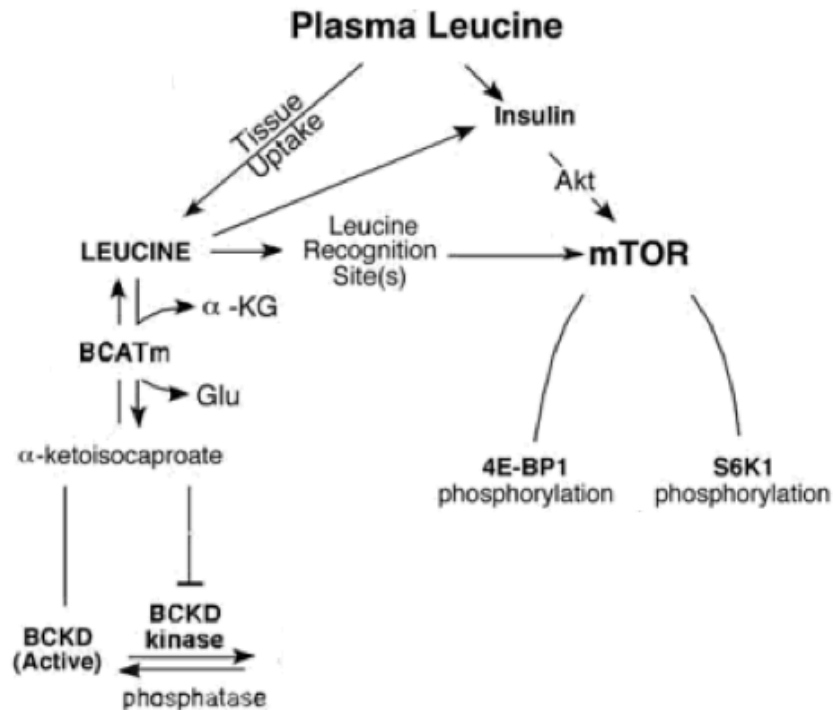 Plasma Leucine
Tissue
Uptake
Insulin
Akt
LEUCINE
Leucine
Recognition
Site(s)
mTOR
α -KG
BCATm
Glu
α-ketoisocaproate
4E-BP1
phosphorylation
S6K1
phosphorylation
BCKD
(Active)
BCKD
kinase
phosphatase